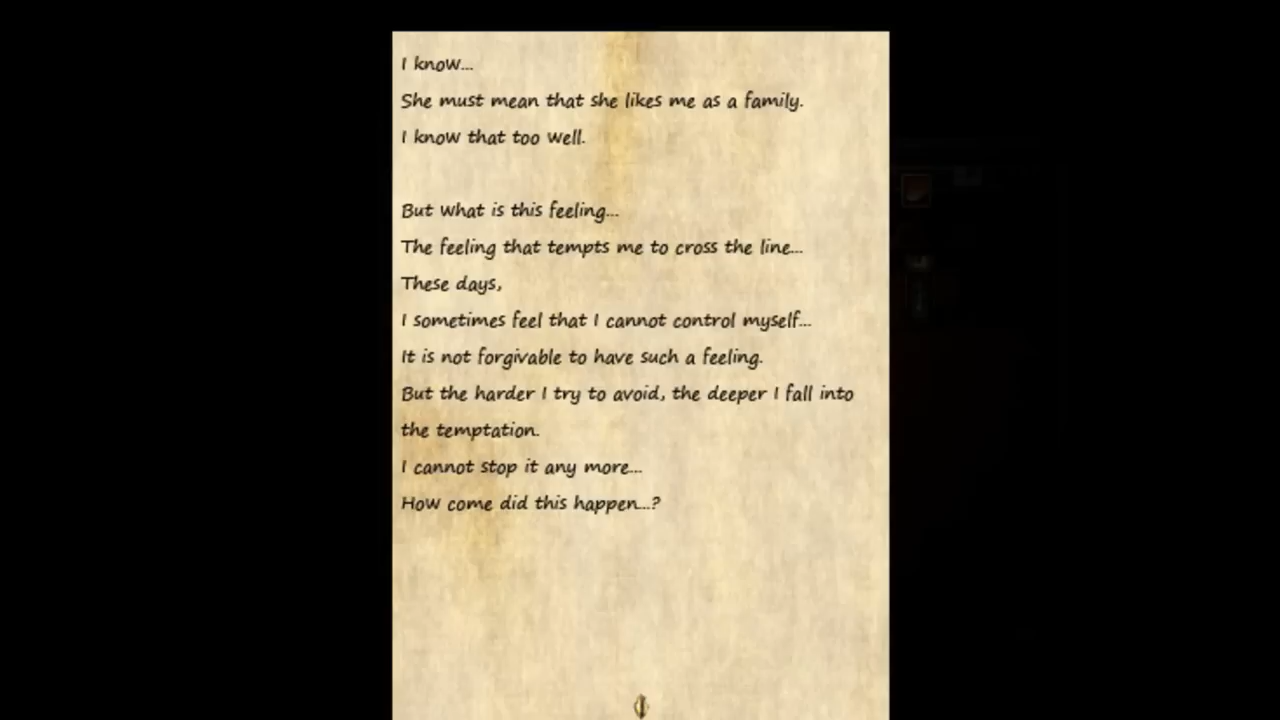 I know...
She must mean that she likes me as a family.
I know that too well.
But what is this feeling...
The feeling that tempts me to cross the line...
These days,
I sometimes feel that I cannot control myself...
It is not forgivable to have such a feeling.
But the harder I try to avoid, the deeper I fall into
the temptation.
I cannot stop it any more...
How come did this happen...?